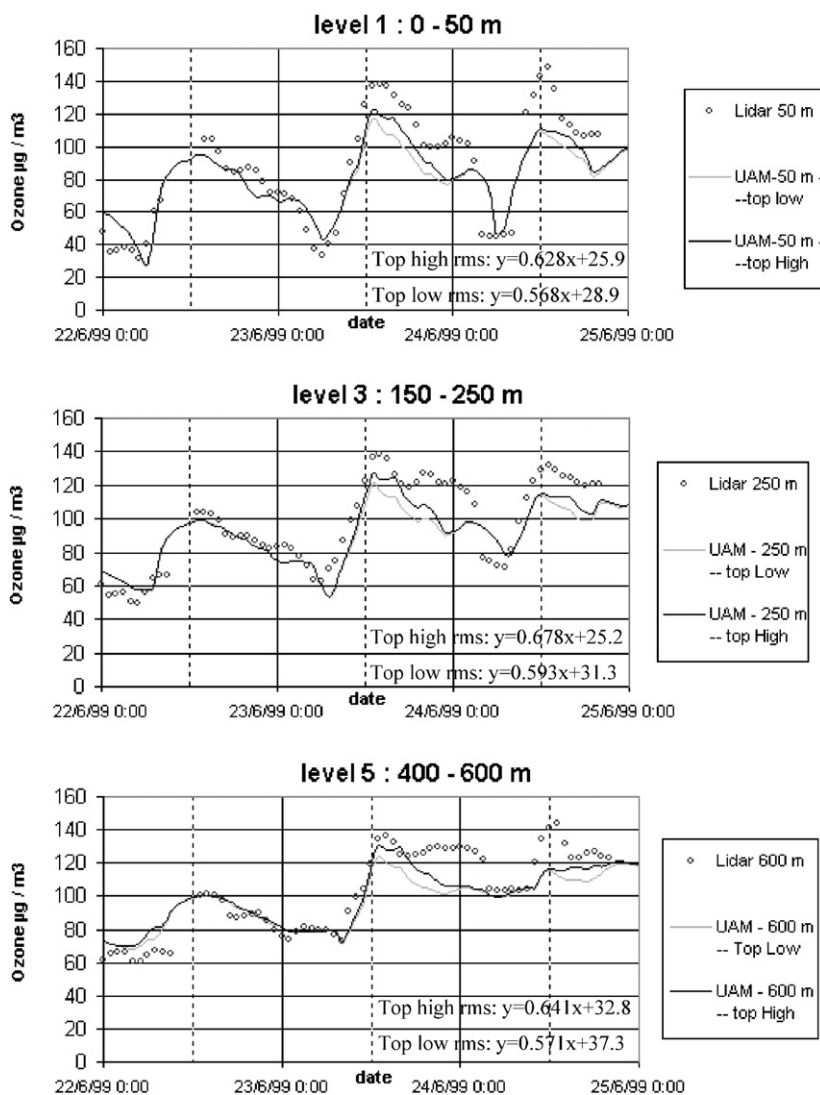 level 1 : 0 - 50 m
Ozone µg / m3
160
140
120
100
80
60
40
20
0
Top high rms: y=0.628x+25.9
Top low rms: y=0.568x+28.9
date
22/6/99 0:00
23/6/99 0:00
24/6/99 0:00
25/6/99 0:00
Lidar 50 m
UAM-50 m -
--top low
UAM-50 m -
--top High
level 3 : 150 - 250 m
Ozone µg / m3
160
140
120
100
80
60
40
20
0
Top high rms: y=0.678x+25.2
Top low rms: y=0.593x+31.3
date
22/6/99 0:00
23/6/99 0:00
24/6/99 0:00
25/6/99 0:00
Lidar 250 m
UAM - 250 m
-- top Low
UAM - 250 m
-- top High
level 5 : 400 - 600 m
Ozone µg / m3
160
140
120
100
80
60
40
20
0
Top high rms: y=0.641x+32.8
Top low rms: y=0.571x+37.3
date
22/6/99 0:00
23/6/99 0:00
24/6/99 0:00
25/6/99 0:00
Lidar 600 m
UAM - 600 m
-- Top Low
UAM - 600 m
-- top High